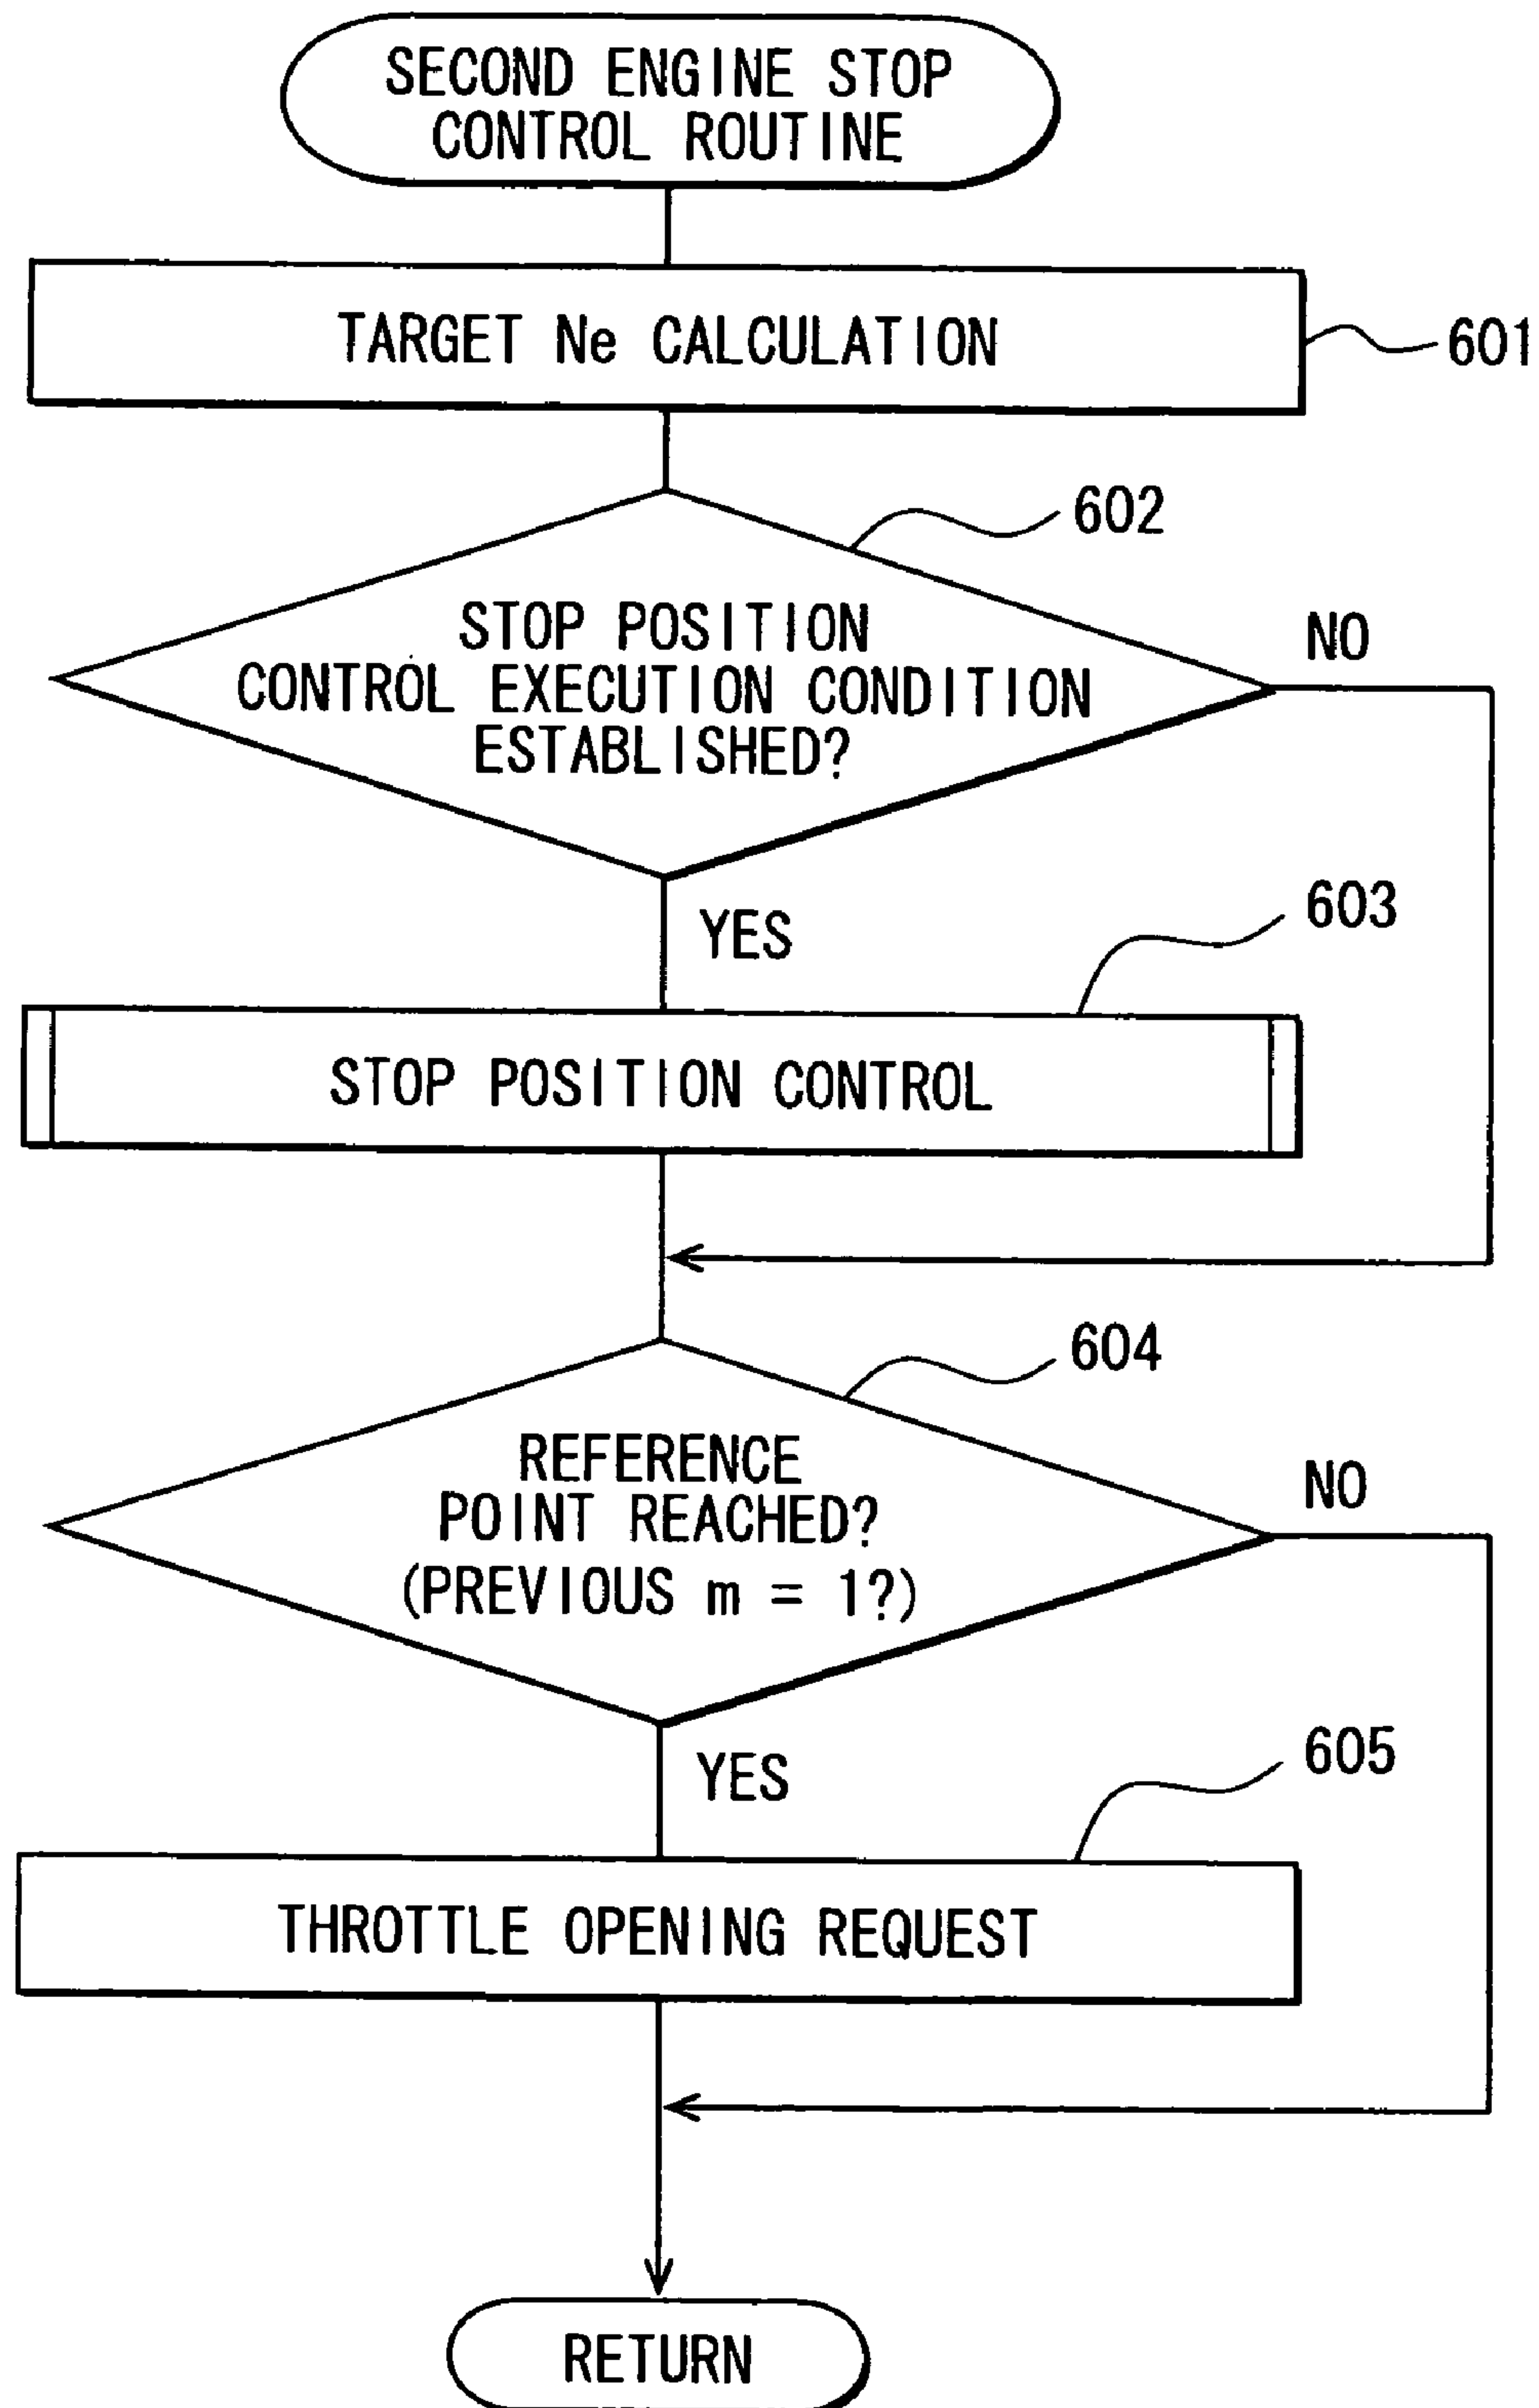 SECOND ENGINE STOP
CONTROL ROUTINE
TARGET Ne CALCULATION
601
602
STOP POSITION
CONTROL EXECUTION CONDITION
ESTABLISHED?
NO
YES
603
STOP POSITION CONTROL
604
REFERENCE
POINT REACHED?
(PREVIOUS m = 1?)
NO
YES
605
THROTTLE OPENING REQUEST
RETURN